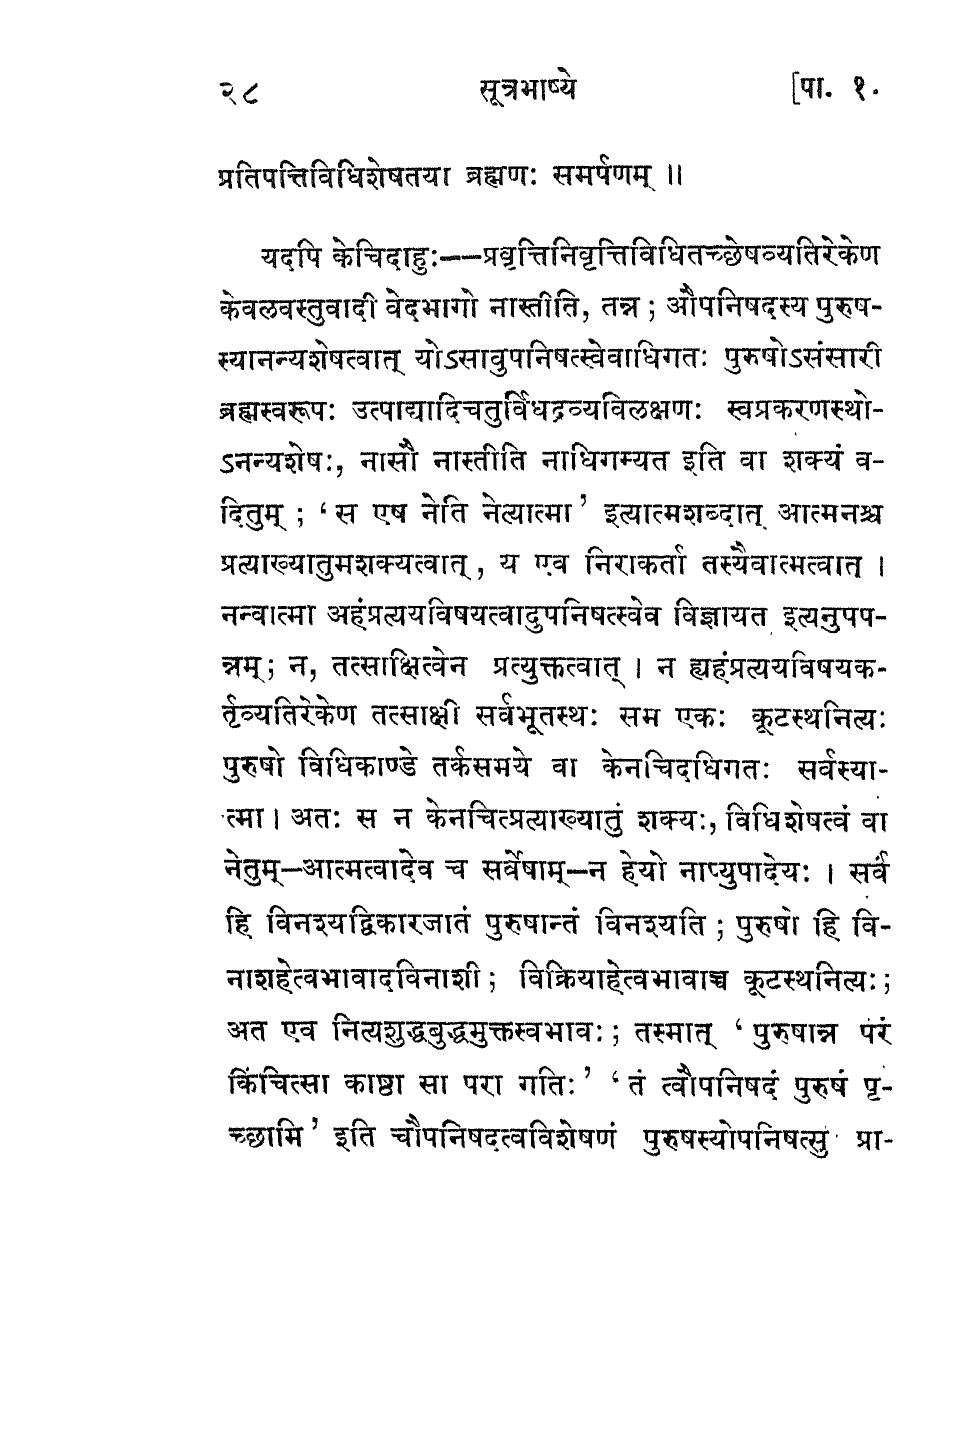 २८ सूत्रभाष्ये [पा. १.
प्रतिपत्तिविधिशेषतया ब्रह्मणः समर्पणम् ॥
यदपि केचिदाहुः––प्रवृत्तिनिवृत्तिविधितच्छेषव्यतिरेकेण
केवलवस्तुवादी वेदभागो नास्तीति, तन्न ; औपनिषदस्य पुरुष-
स्यानन्यशेषत्वात् योऽसावुपनिषत्स्वेवाधिगतः पुरुषोऽसंसारी
ब्रह्मस्वरूपः उत्पाद्यादिचतुर्विधद्रव्यविलक्षणः स्वप्रकरणस्थो-
ऽनन्यशेषः, नासौ नास्तीति नाधिगम्यत इति वा शक्यं व-
दितुम् ; ‘स एष नेति नेत्यात्मा’ इत्यात्मशब्दात् आत्मनश्च
प्रत्याख्यातुमशक्यत्वात् , य एव निराकर्ता तस्यैवात्मत्वात् ।
नन्वात्मा अहंप्रत्ययविषयत्वादुपनिषत्स्वेव विज्ञायत इत्यनुपप-
न्नम् ; न, तत्साक्षित्वेन प्रत्युक्तत्वात् । न ह्यहंप्रत्ययविषयक-
र्तृव्यतिरेकेण तत्साक्षी सर्वभूतस्थः सम एकः कूटस्थनित्यः
पुरुषो विधिकाण्डे तर्कसमये वा केनचिदधिगतः सर्वस्या-
त्मा । अतः स न केनचित्प्रत्याख्यातुं शक्यः, विधिशेषत्वं वा
नेतुम्–आत्मत्वादेव च सर्वेषाम्–न हेयो नाप्युपादेयः । सर्वं
हि विनश्यद्विकारजातं पुरुषान्तं विनश्यति ; पुरुषो हि वि-
नाशहेत्वभावादविनाशी ; विक्रियाहेत्वभावाच्च कूटस्थनित्यः ;
अत एव नित्यशुद्धबुद्धमुक्तस्वभावः ; तस्मात् ‘पुरुषान्न परं
किंचित्सा काष्ठा सा परा गतिः’ ‘तं त्वौपनिषदं पुरुषं पृ-
च्छामि’ इति चौपनिषदत्वविशेषणं पुरुषस्योपनिषत्सु प्रा-